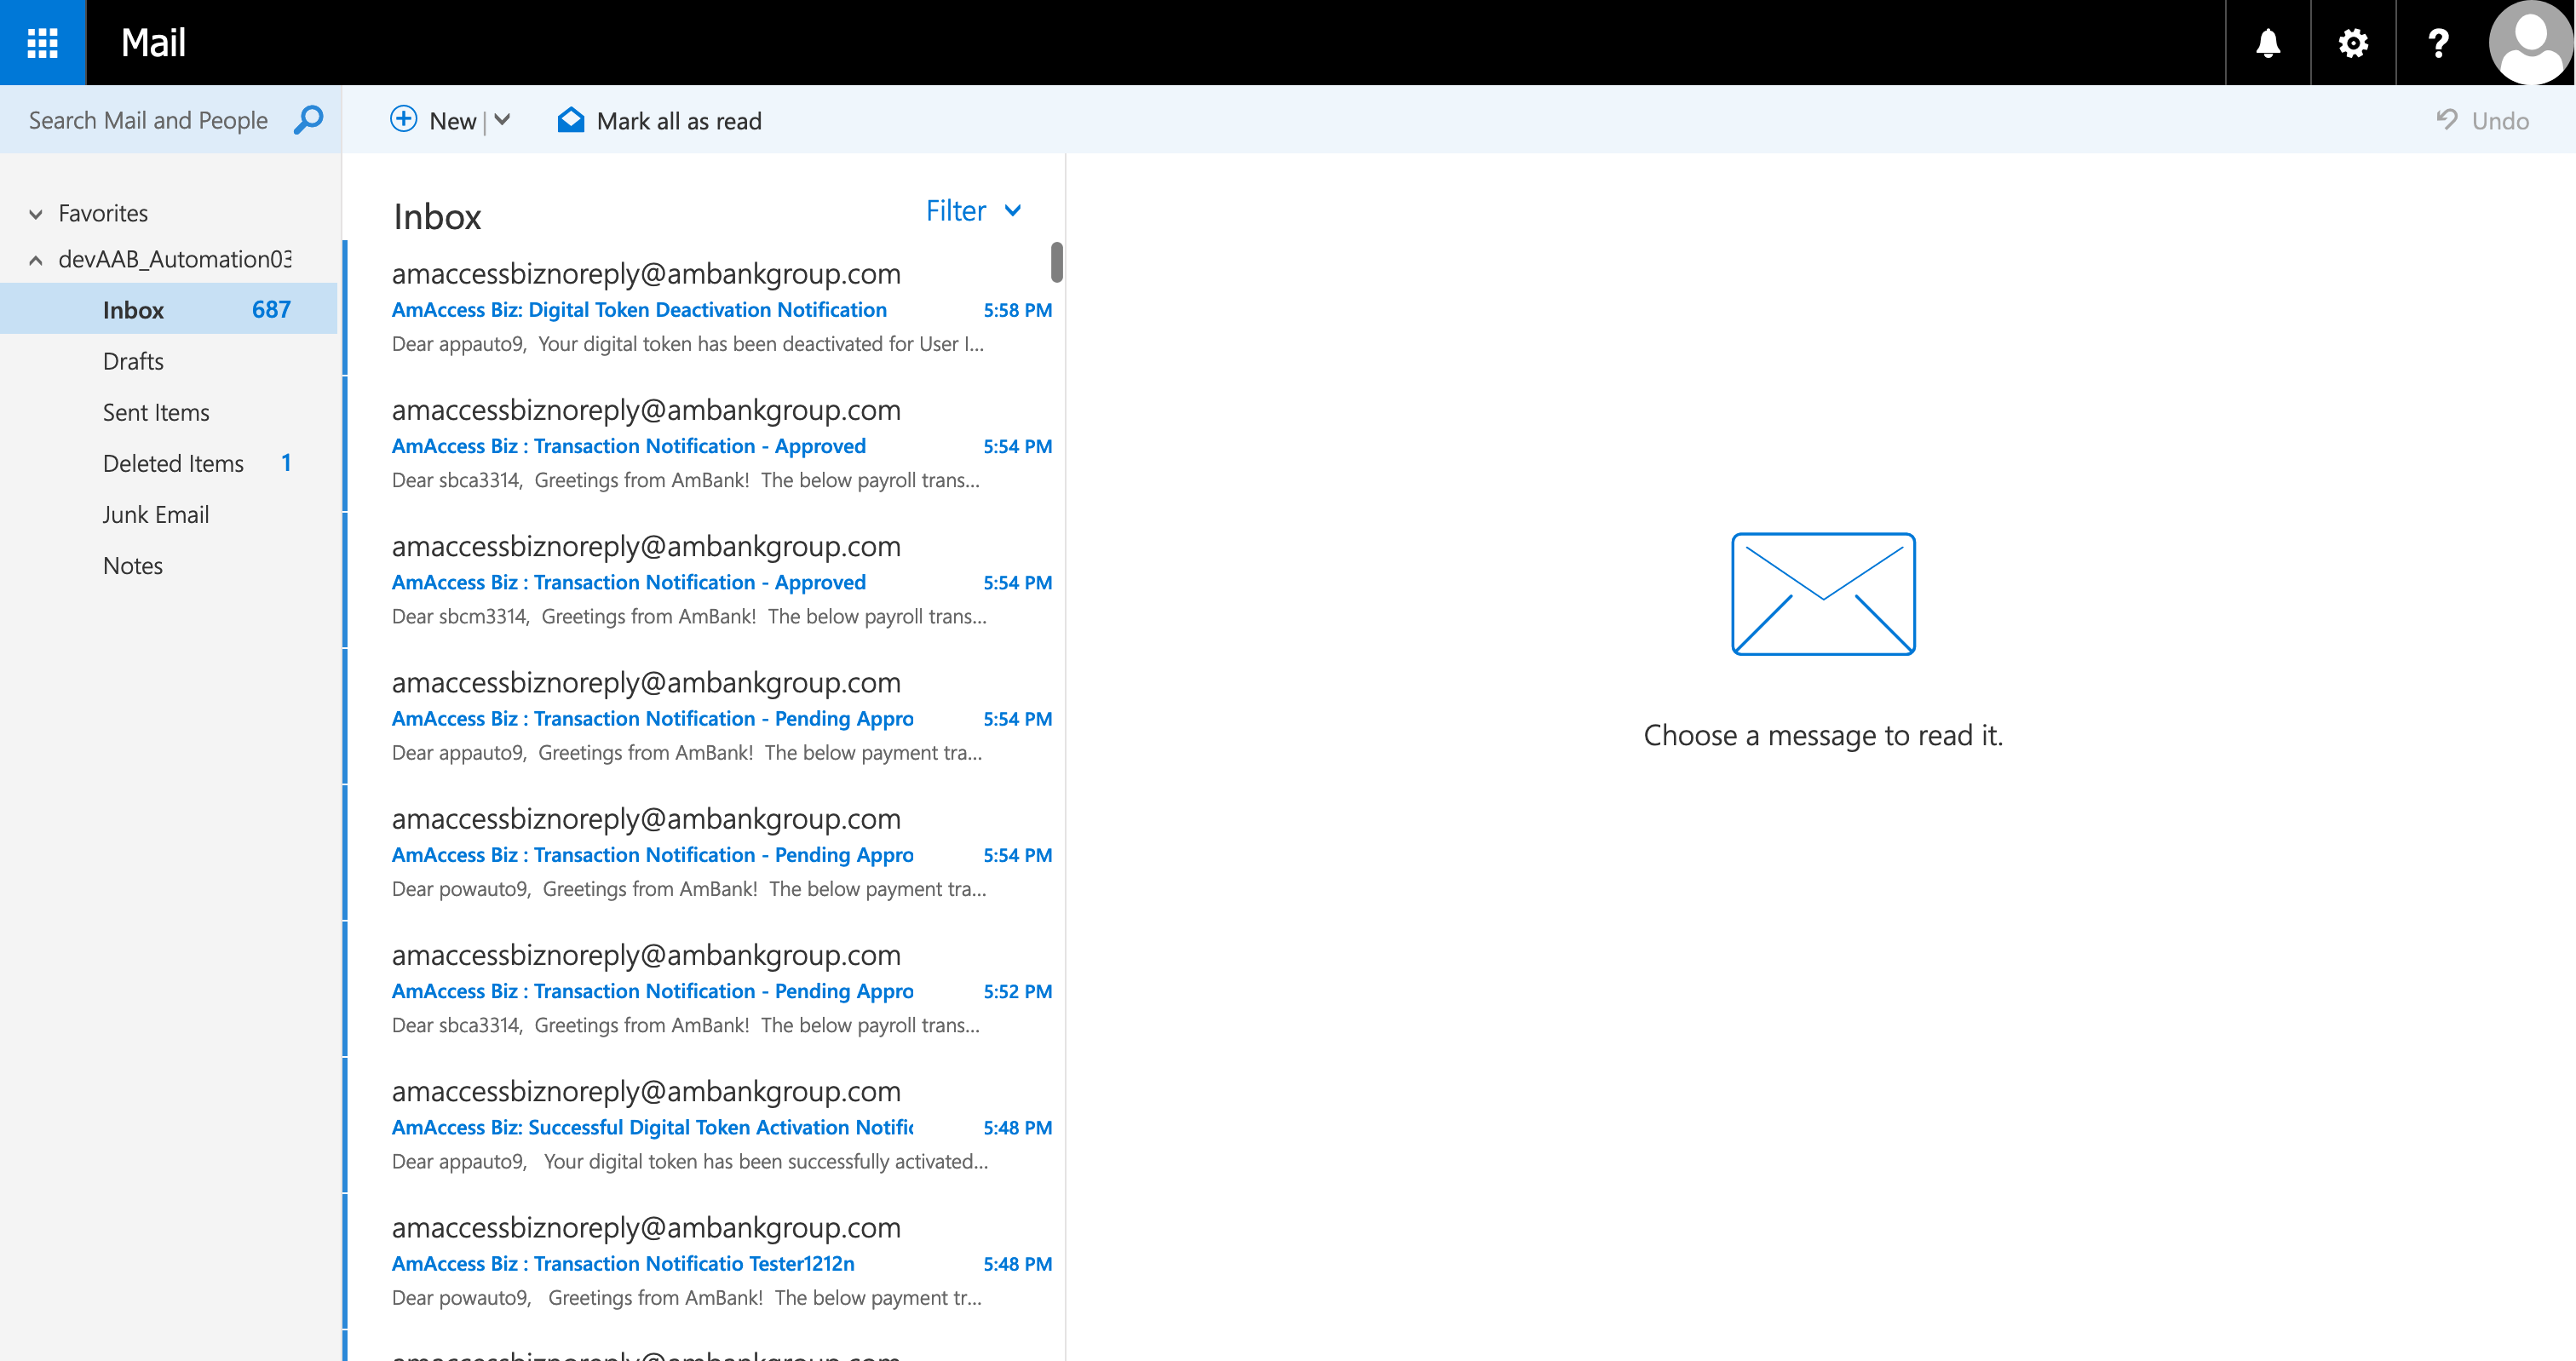 Mail
Search Mail and People
New
Mark all as read
Undo
Favorites
devAAB_Automation03
Inbox 687
Drafts
Sent Items
Deleted Items 1
Junk Email
Notes
Inbox
Filter
amaccessbiznoreply@ambankgroup.com
AmAccess Biz: Digital Token Deactivation Notification 5:58 PM
Dear appauto9, Your digital token has been deactivated for User I...
amaccessbiznoreply@ambankgroup.com
AmAccess Biz : Transaction Notification - Approved 5:54 PM
Dear sbca3314, Greetings from AmBank! The below payroll trans...
amaccessbiznoreply@ambankgroup.com
AmAccess Biz : Transaction Notification - Approved 5:54 PM
Dear sbcm3314, Greetings from AmBank! The below payroll trans...
amaccessbiznoreply@ambankgroup.com
AmAccess Biz : Transaction Notification - Pending Appro 5:54 PM
Dear appauto9, Greetings from AmBank! The below payment tra...
amaccessbiznoreply@ambankgroup.com
AmAccess Biz : Transaction Notification - Pending Appro 5:54 PM
Dear powauto9, Greetings from AmBank! The below payment tra...
amaccessbiznoreply@ambankgroup.com
AmAccess Biz : Transaction Notification - Pending Appro 5:52 PM
Dear sbca3314, Greetings from AmBank! The below payroll trans...
amaccessbiznoreply@ambankgroup.com
AmAccess Biz: Successful Digital Token Activation Notific 5:48 PM
Dear appauto9, Your digital token has been successfully activated...
amaccessbiznoreply@ambankgroup.com
AmAccess Biz : Transaction Notificatio Tester1212n 5:48 PM
Dear powauto9, Greetings from AmBank! The below payment tr...
Choose a message to read it.